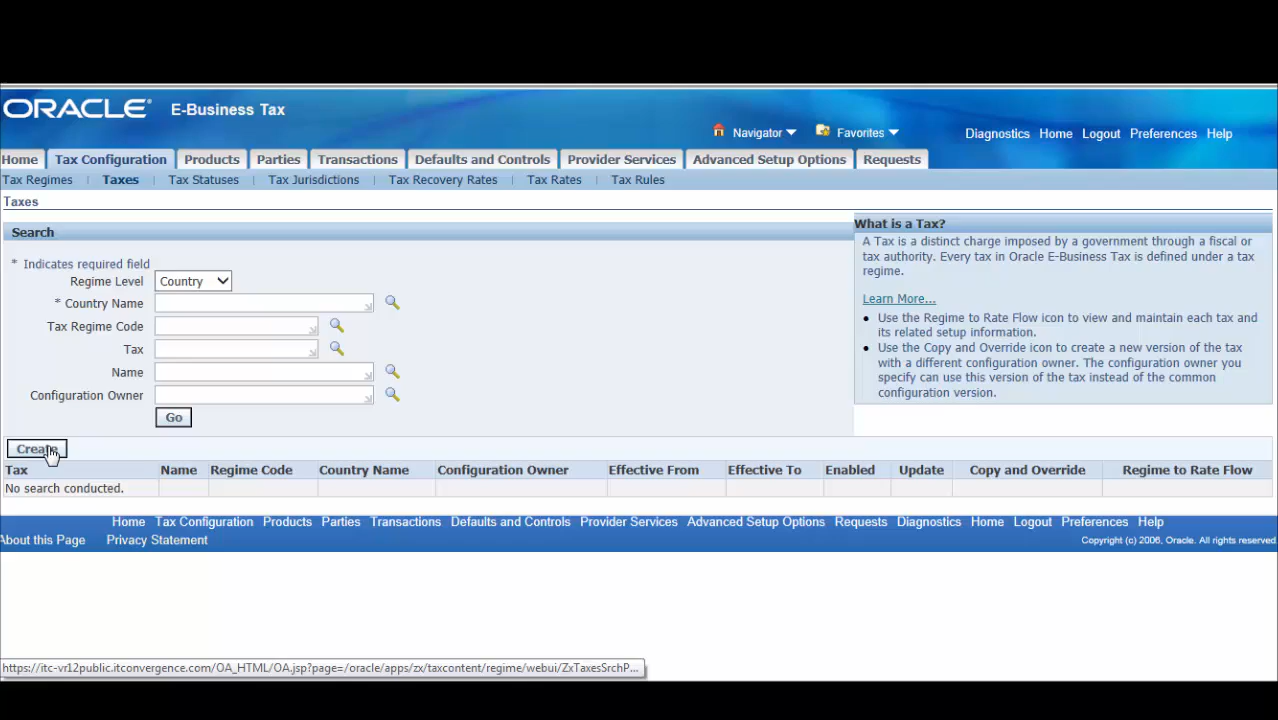 ORACLE® E-Business Tax
Navigator Favorites Diagnostics Home Logout Preferences Help
Home Tax Configuration Products Parties Transactions Defaults and Controls Provider Services Advanced Setup Options Requests
Tax Regimes | Taxes | Tax Statuses | Tax Jurisdictions | Tax Recovery Rates | Tax Rates | Tax Rules
Taxes
Search
* Indicates required field
Regime Level Country
* Country Name
Tax Regime Code
Tax
Name
Configuration Owner
Go
What is a Tax?
A Tax is a distinct charge imposed by a government through a fiscal or
tax authority. Every tax in Oracle E-Business Tax is defined under a tax
regime.
Learn More...
• Use the Regime to Rate Flow icon to view and maintain each tax and
its related setup information.
• Use the Copy and Override icon to create a new version of the tax
with a different configuration owner. The configuration owner you
specify can use this version of the tax instead of the common
configuration version.
Create
Tax Name Regime Code Country Name Configuration Owner Effective From Effective To Enabled Update Copy and Override Regime to Rate Flow
No search conducted.
Home Tax Configuration Products Parties Transactions Defaults and Controls Provider Services Advanced Setup Options Requests Diagnostics Home Logout Preferences Help
About this Page Privacy Statement Copyright (c) 2006, Oracle. All rights reserved.
https://itc-vr12public.itconvergence.com/OA_HTML/OA.jsp?page=/oracle/apps/zx/taxcontent/regime/webui/ZxTaxesSrchP...